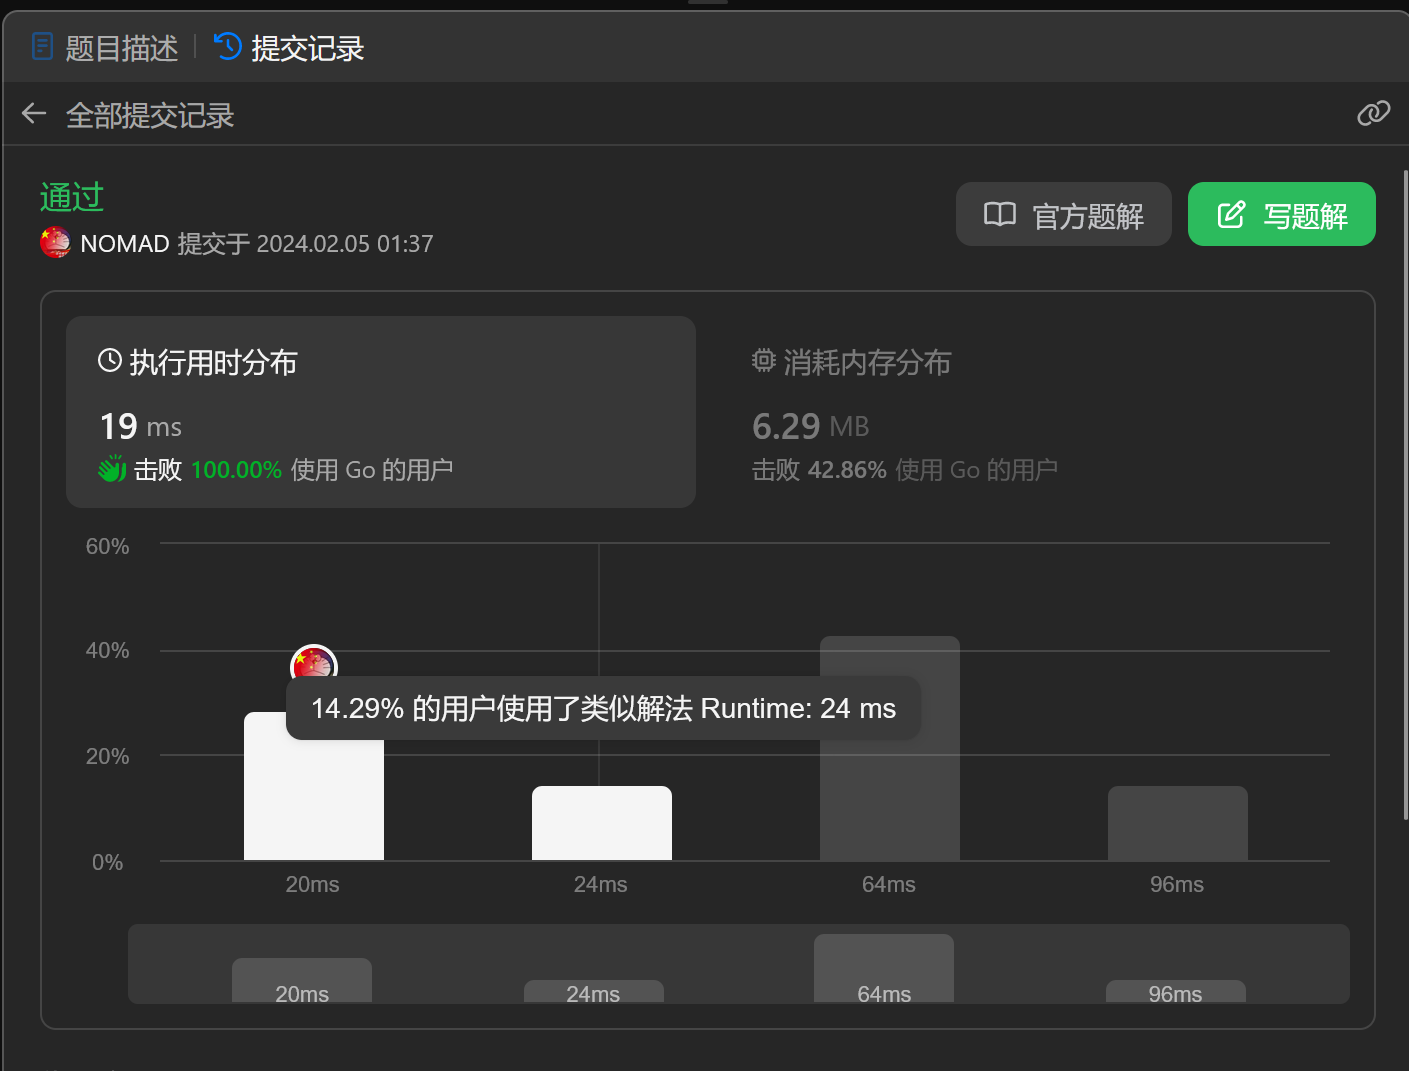 题目描述 提交记录
全部提交记录
通过
NOMAD 提交于 2024.02.05 01:37
官方题解 写题解
执行用时分布
19 ms
击败 100.00% 使用 Go 的用户
消耗内存分布
6.29 MB
击败 42.86% 使用 Go 的用户
60%
40%
14.29% 的用户使用了类似解法 Runtime: 24 ms
20%
0%
20ms 24ms 64ms 96ms
20ms 24ms 64ms 96ms